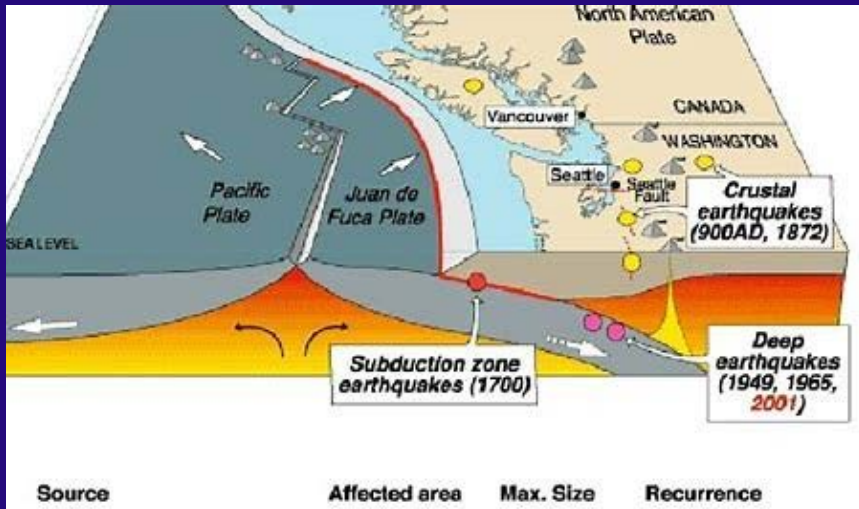 North American
Plate
CANADA
Vancouver
WASHINGTON
Seattle
Seattle
Fault
Pacific
Plate
Juan de
Fuca Plate
Crustal
earthquakes
(900AD, 1872)
SEA LEVEL
Subduction zone
earthquakes (1700)
Deep
earthquakes
(1949, 1965,
2001)
Source Affected area Max. Size Recurrence